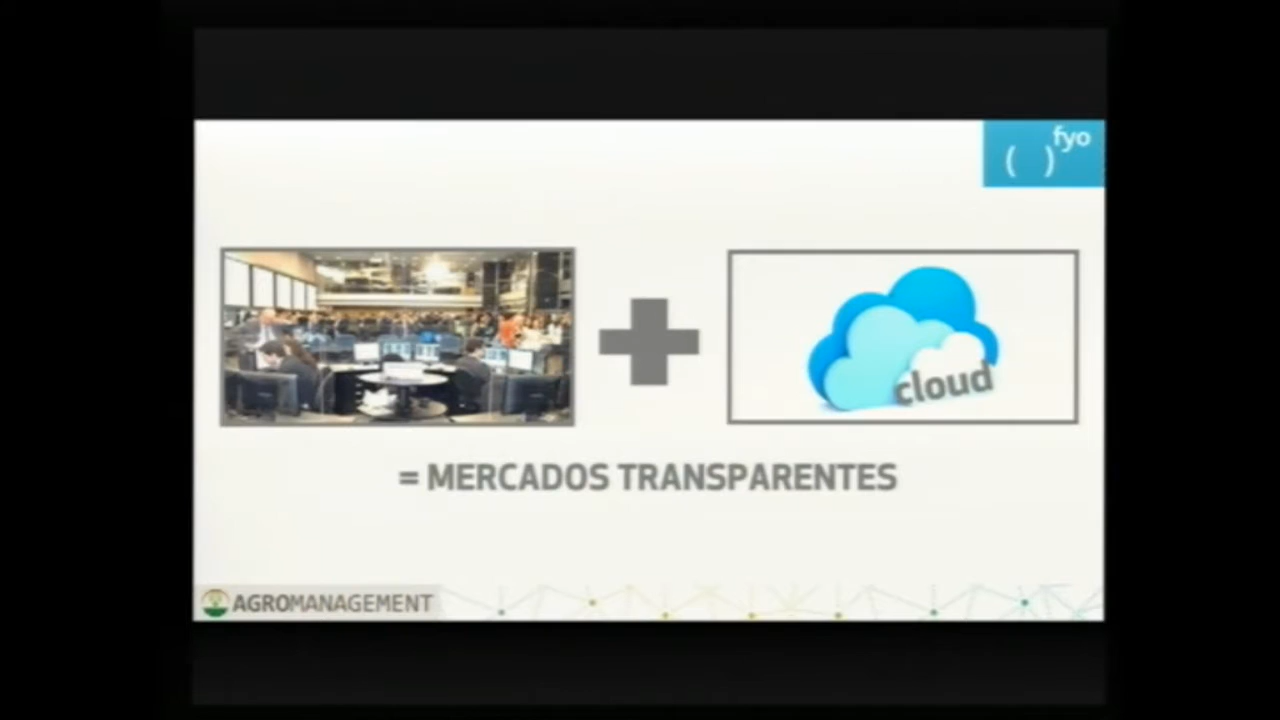 fyo
( )
cloud
= MERCADOS TRANSPARENTES
AGROMANAGEMENT